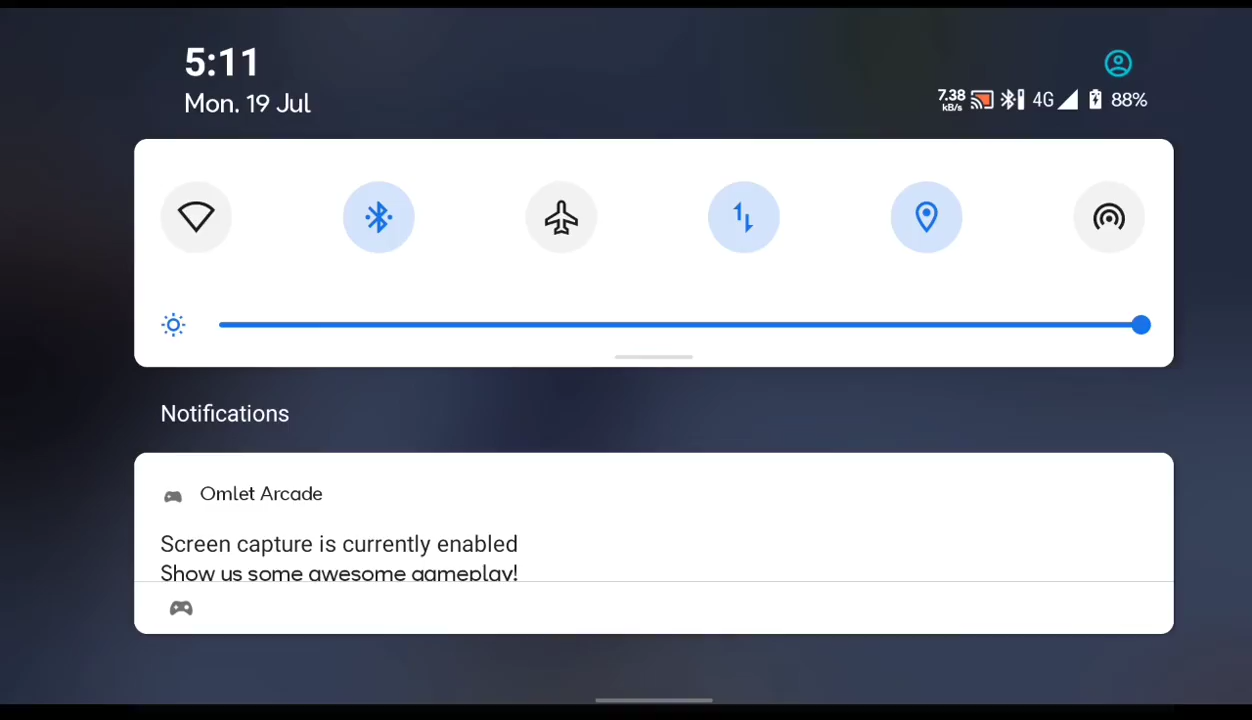 5:11
Mon. 19 Jul
7.38
kB/s
4G
88%
Notifications
Omlet Arcade
Screen capture is currently enabled
Show us some awesome gameplay!